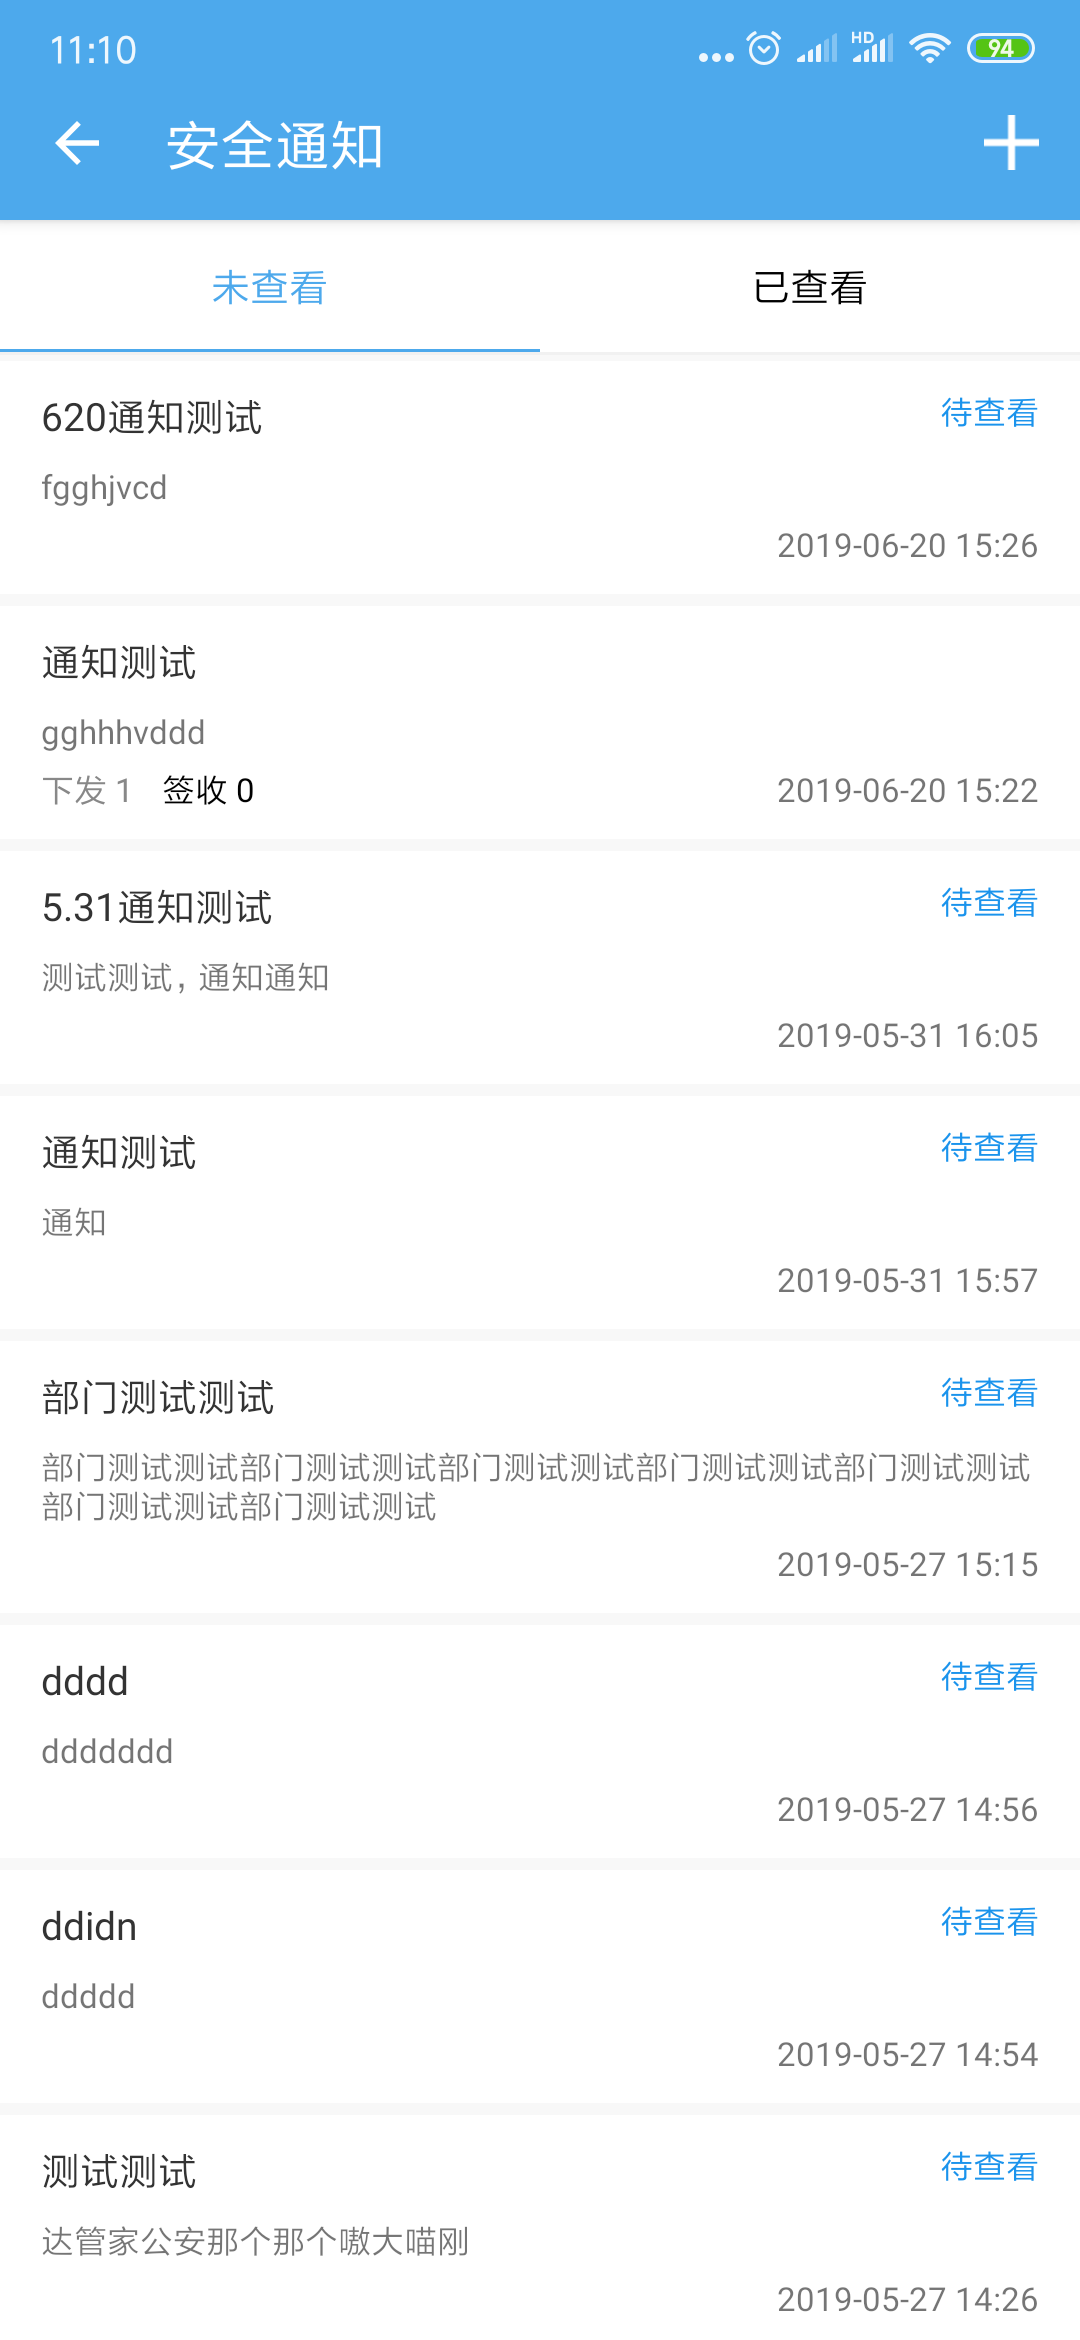 11:10
HD
94
安全通知
未查看
已查看
620通知测试
待查看
fgghjvcd
2019-06-20 15:26
通知测试
gghhhvddd
下发 1 签收 0
2019-06-20 15:22
5.31通知测试
待查看
测试测试，通知通知
2019-05-31 16:05
通知测试
待查看
通知
2019-05-31 15:57
部门测试测试
待查看
部门测试测试部门测试测试部门测试测试部门测试测试部门测试测试
部门测试测试部门测试测试
2019-05-27 15:15
dddd
待查看
ddddddd
2019-05-27 14:56
ddidn
待查看
ddddd
2019-05-27 14:54
测试测试
待查看
达管家公安那个那个嗷大喵刚
2019-05-27 14:26